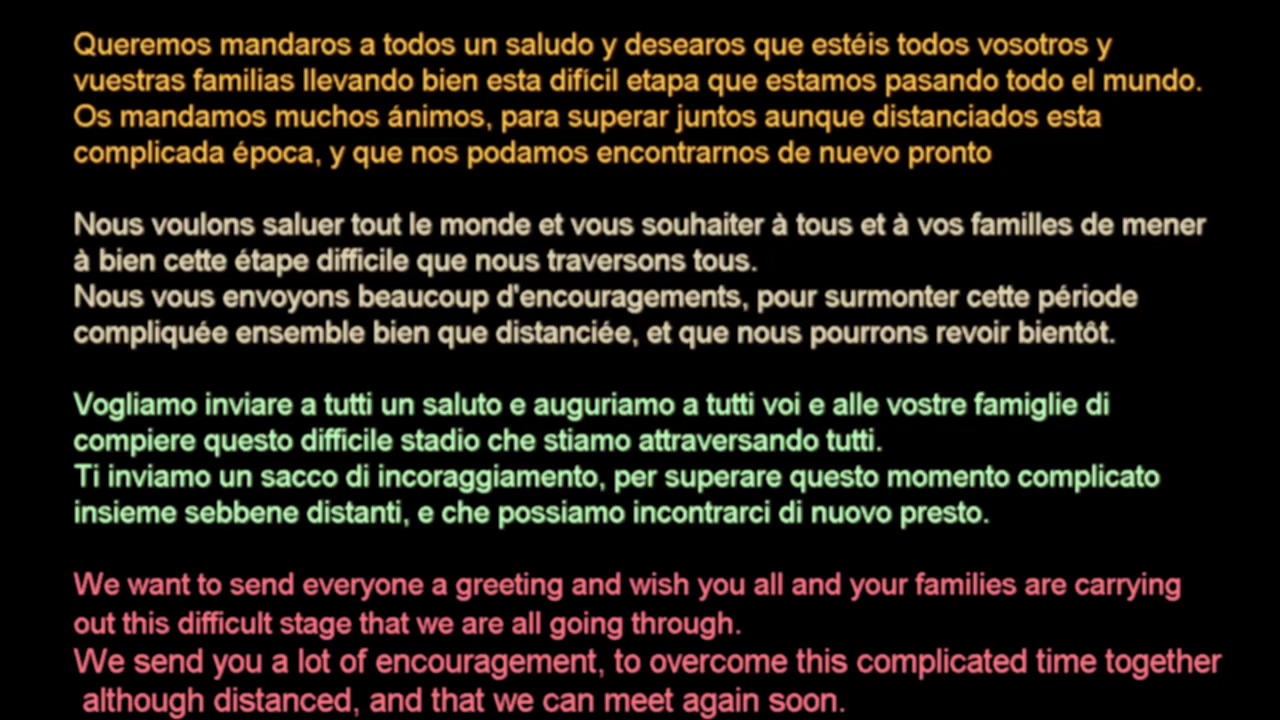 Queremos mandaros a todos un saludo y desearos que estéis todos vosotros y
vuestras familias llevando bien esta difícil etapa que estamos pasando todo el mundo.
Os mandamos muchos ánimos, para superar juntos aunque distanciados esta
complicada época, y que nos podamos encontrarnos de nuevo pronto
Nous voulons saluer tout le monde et vous souhaiter à tous et à vos familles de mener
à bien cette étape difficile que nous traversons tous.
Nous vous envoyons beaucoup d'encouragements, pour surmonter cette période
compliquée ensemble bien que distanciée, et que nous pourrons revoir bientôt.
Vogliamo inviare a tutti un saluto e auguriamo a tutti voi e alle vostre famiglie di
compiere questo difficile stadio che stiamo attraversando tutti.
Ti inviamo un sacco di incoraggiamento, per superare questo momento complicato
insieme sebbene distanti, e che possiamo incontrarci di nuovo presto.
We want to send everyone a greeting and wish you all and your families are carrying
out this difficult stage that we are all going through.
We send you a lot of encouragement, to overcome this complicated time together
although distanced, and that we can meet again soon.